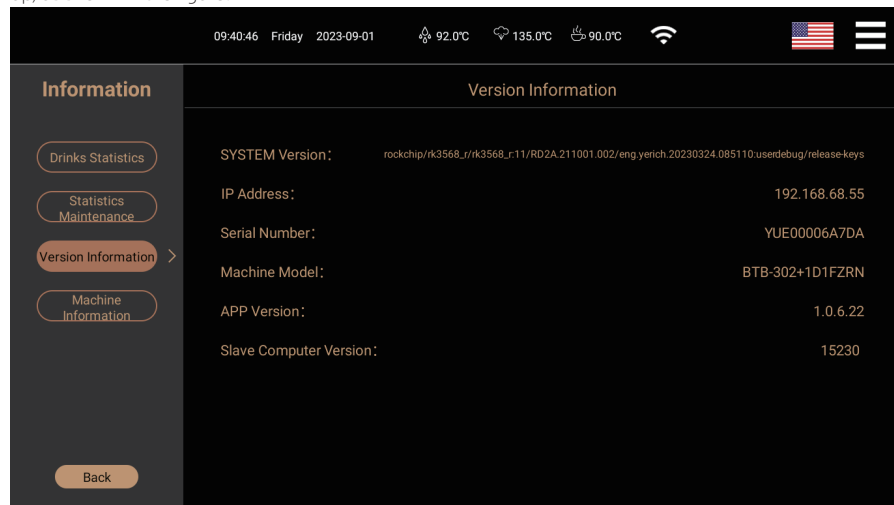 09:40:46 Friday 2023-09-01 92.0℃ 135.0℃ 90.0℃
Information
Version Information
Drinks Statistics
Statistics
Maintenance
Version Information >
Machine
Information
Back
SYSTEM Version： rockchip/rk3568_r/rk3568_r:11/RD2A.211001.002/eng.yerich.20230324.085110:userdebug/release-keys
IP Address： 192.168.68.55
Serial Number： YUE00006A7DA
Machine Model： BTB-302+1D1FZRN
APP Version： 1.0.6.22
Slave Computer Version： 15230